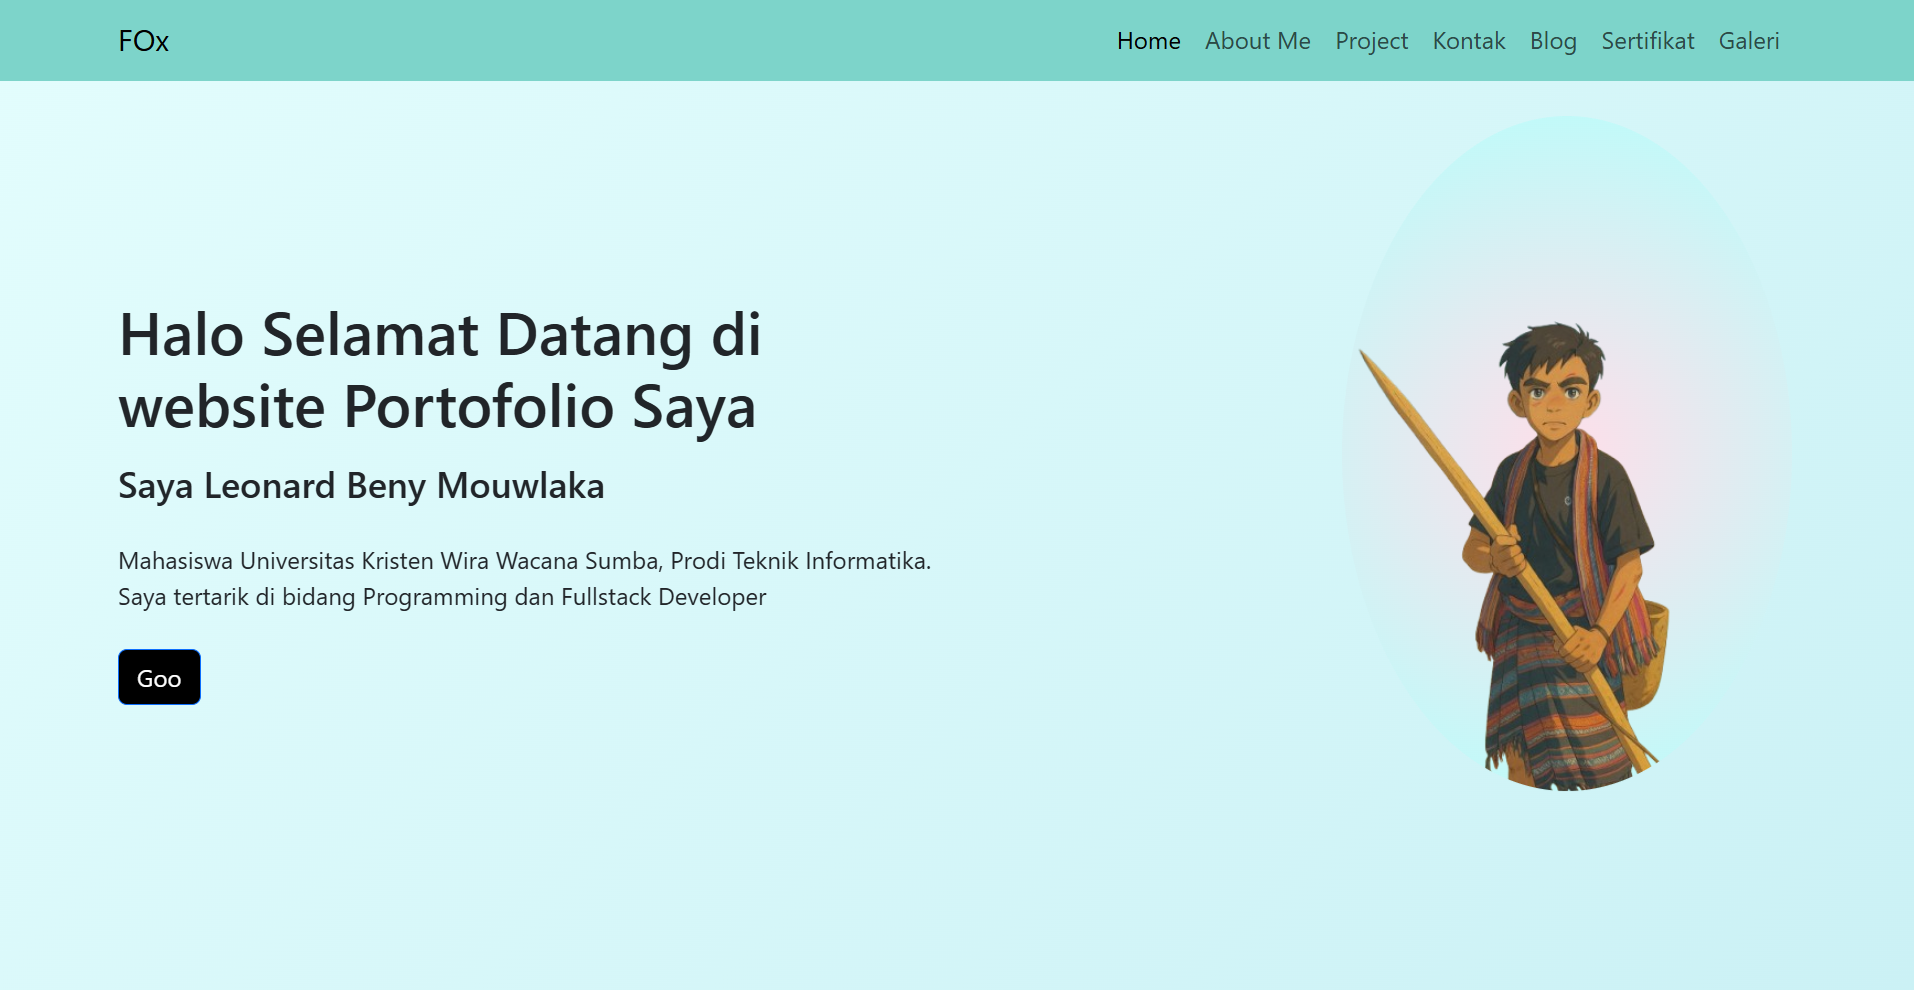 FOx
Home About Me Project Kontak Blog Sertifikat Galeri
Halo Selamat Datang di
website Portofolio Saya
Saya Leonard Beny Mouwlaka
Mahasiswa Universitas Kristen Wira Wacana Sumba, Prodi Teknik Informatika.
Saya tertarik di bidang Programming dan Fullstack Developer
Goo